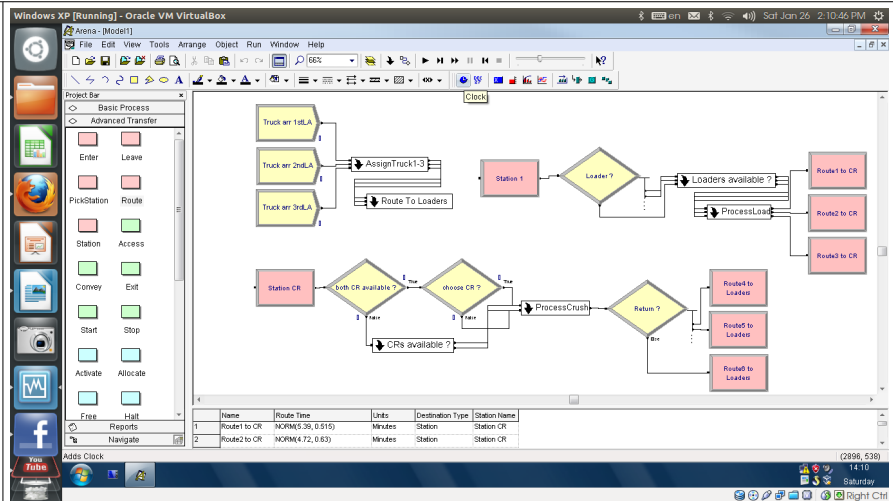 XP [Running] - Oracle VM VirtualBox
Windows
en
Sat Jan 26 2:10:46 PM
Arena - [Model1]
File Edit View Tools Arrange Object Run Window Help
66%
Clock
Project Bar
Basic Process
Advanced Transfer
Enter
Leave
PickStation
Route
Station
Access
Convey
Exit
Start
Stop
Activate
Allocate
Free
Halt
Reports
Navigate
Truck arr 1stLA
Truck arr 2ndLA
Truck arr 3rdLA
AssignTruck1-3
Route To Loaders
Station 1
Loader ?
Loaders available ?
ProcessLoad
Route1 to CR
Route2 to CR
Route3 to CR
Station CR
both CR available ?
True
False
choose CR ?
True
False
CRs available ?
ProcessCrush
Return ?
Else
Route4 to
Loaders
Route5 to
Loaders
Route6 to
Loaders
Name Route Time Units Destination Type Station Name
1 Route1 to CR NORM(5.39, 0.515) Minutes Station Station CR
2 Route2 to CR NORM(4.72, 0.63) Minutes Station Station CR
Adds Clock
(2896, 538)
You
Tube
14:10
Saturday
Right Ctrl